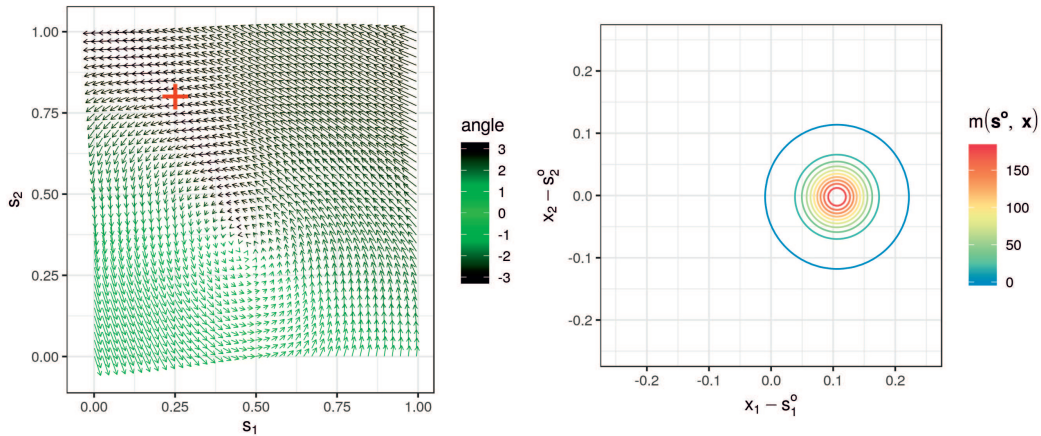 1.00
0.75
0.50
0.25
0.00
s₂
0.00 0.25 0.50 0.75 1.00
s₁
angle
3
2
1
0
-1
-2
-3
0.2
0.1
0.0
-0.1
-0.2
x₂ − s₂ᵒ
-0.2 -0.1 0.0 0.1 0.2
x₁ − s₁ᵒ
m(sᵒ, x)
150
100
50
0